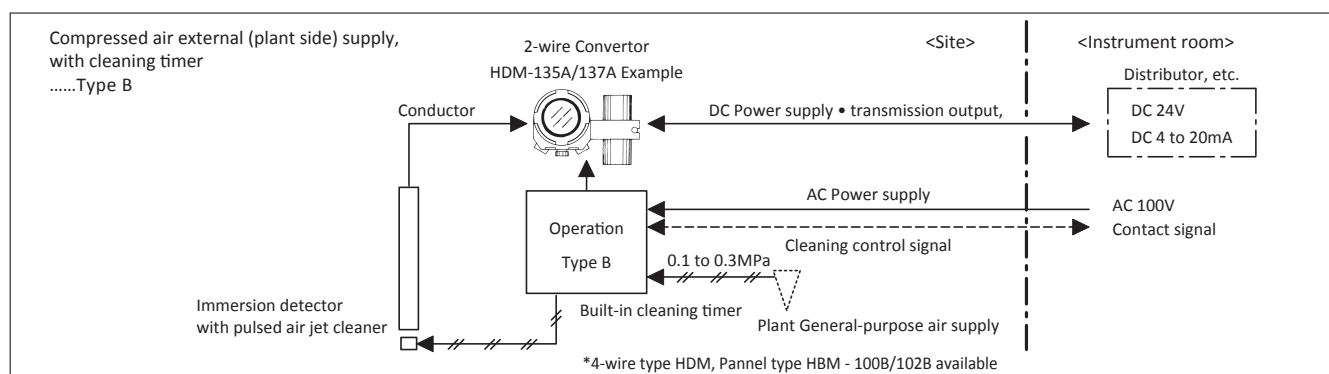 Compressed air external (plant side) supply,
with cleaning timer
......Type B
2-wire Convertor
HDM-135A/137A Example
<Site>
<Instrument room>
Distributor, etc.
Conductor
DC Power supply • transmission output,
DC 24V
DC 4 to 20mA
AC Power supply
AC 100V
Operation
Type B
Cleaning control signal
Contact signal
0.1 to 0.3MPa
Immersion detector
with pulsed air jet cleaner
Built-in cleaning timer
Plant General-purpose air supply
*4-wire type HDM, Pannel type HBM - 100B/102B available